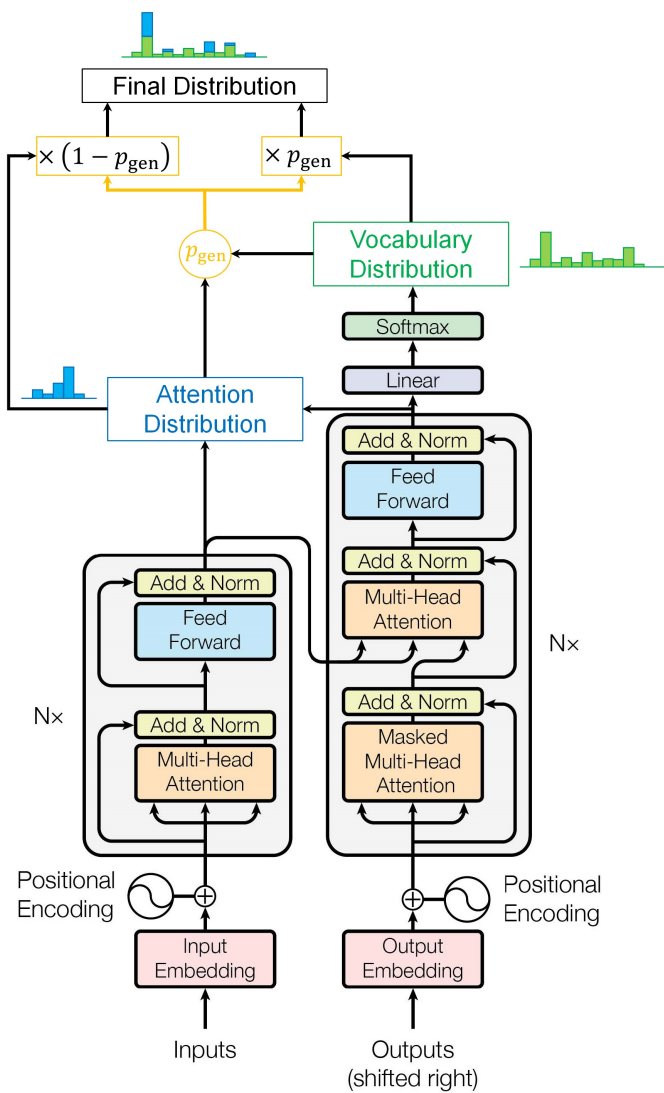 Final Distribution
× (1 − p_gen)
× p_gen
p_gen
Vocabulary
Distribution
Softmax
Linear
Attention
Distribution
Add & Norm
Feed
Forward
Add & Norm
Multi-Head
Attention
Add & Norm
Masked
Multi-Head
Attention
N×
Add & Norm
Feed
Forward
Add & Norm
Multi-Head
Attention
N×
Positional
Encoding
Positional
Encoding
Input
Embedding
Output
Embedding
Inputs
Outputs
(shifted right)